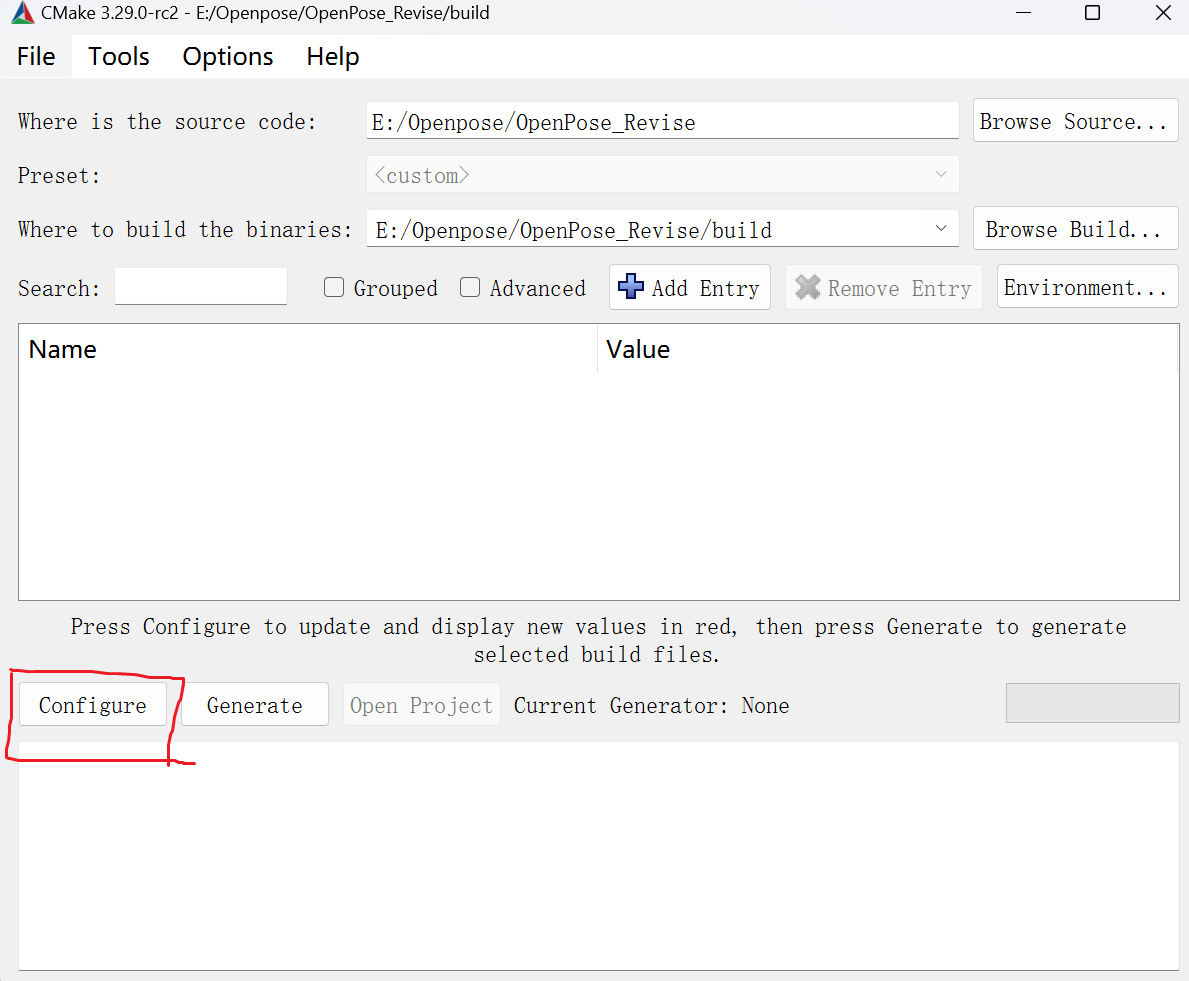 CMake 3.29.0-rc2 - E:/Openpose/OpenPose_Revise/build
File Tools Options Help
Where is the source code: E:/Openpose/OpenPose_Revise Browse Source...
Preset: <custom>
Where to build the binaries: E:/Openpose/OpenPose_Revise/build Browse Build...
Search: Grouped Advanced Add Entry Remove Entry Environment...
Name Value
Press Configure to update and display new values in red, then press Generate to generate
selected build files.
Configure Generate Open Project Current Generator: None